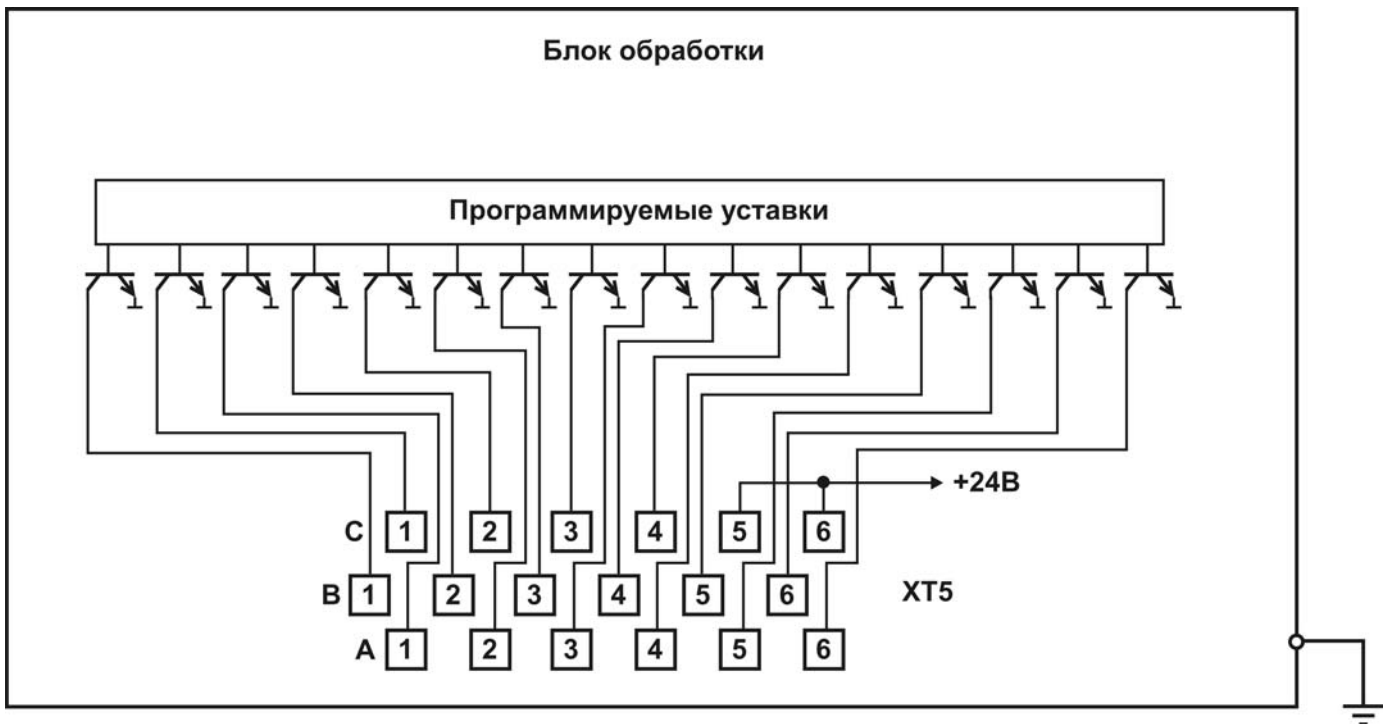 Блок обработки
Программируемые уставки
+24В
С 1 2 3 4 5 6
В 1 2 3 4 5 6 ХТ5
А 1 2 3 4 5 6